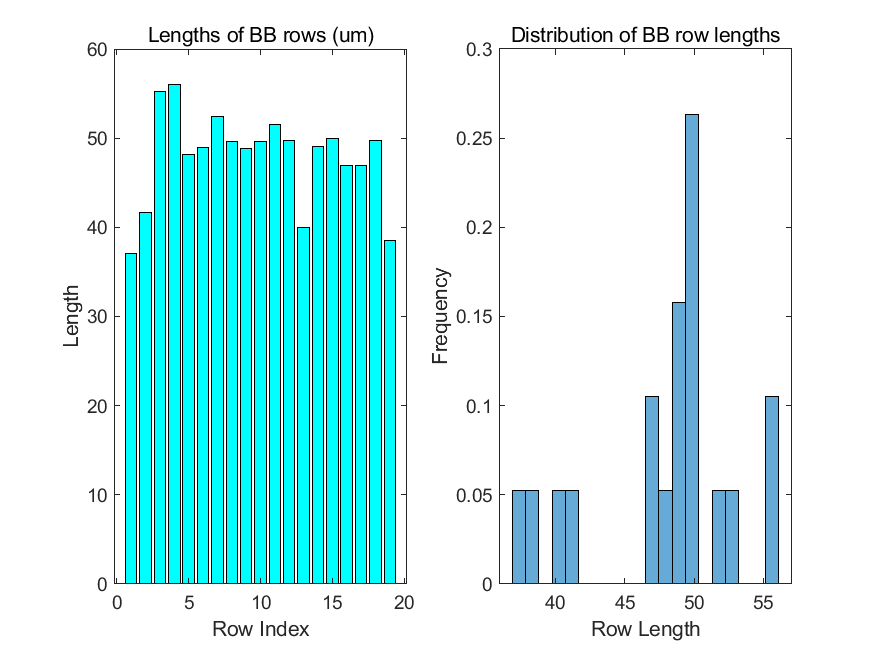 Lengths of BB rows (um)
60
50
40
30
20
10
0
0 5 10 15 20
Length
Row Index
Distribution of BB row lengths
0.3
0.25
0.2
0.15
0.1
0.05
0
40 45 50 55
Frequency
Row Length